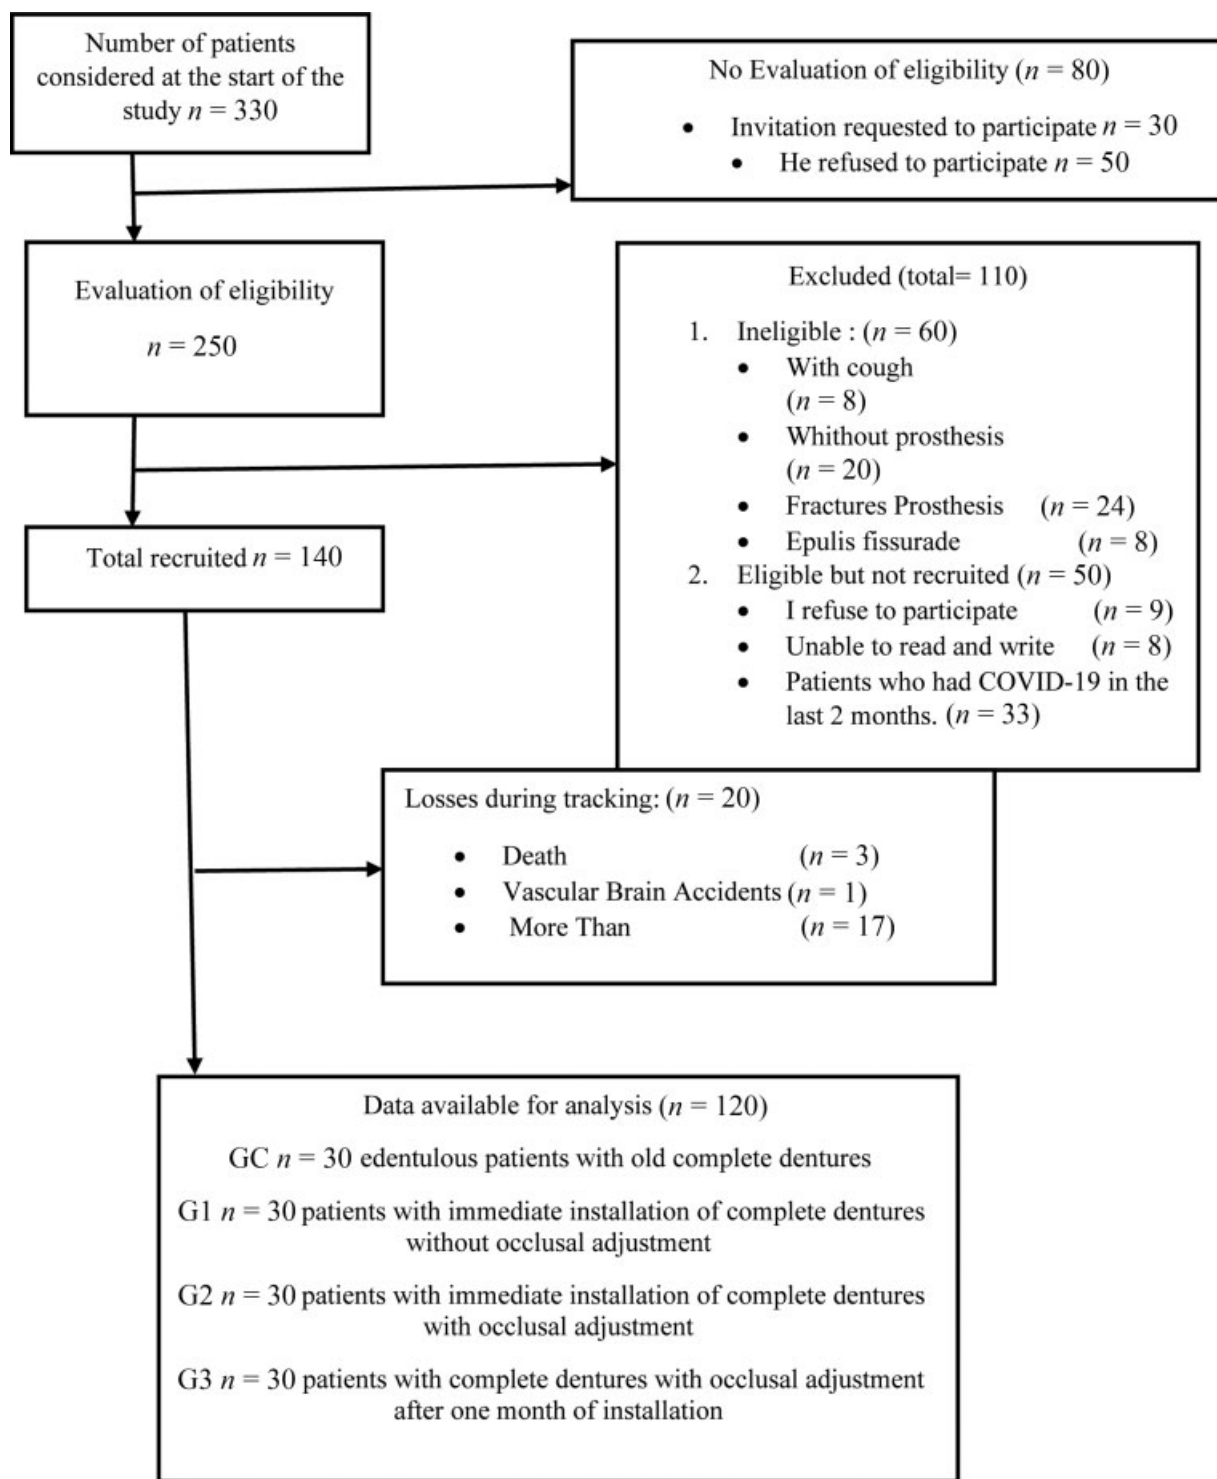 Number of patients
considered at the start of the
study n = 330
No Evaluation of eligibility (n = 80)
• Invitation requested to participate n = 30
• He refused to participate n = 50
Evaluation of eligibility
n = 250
Excluded (total= 110)
1. Ineligible : (n = 60)
• With cough
(n = 8)
• Whithout prosthesis
(n = 20)
• Fractures Prosthesis (n = 24)
• Epulis fissurade (n = 8)
2. Eligible but not recruited (n = 50)
• I refuse to participate (n = 9)
• Unable to read and write (n = 8)
• Patients who had COVID-19 in the
last 2 months. (n = 33)
Total recruited n = 140
Losses during tracking: (n = 20)
• Death (n = 3)
• Vascular Brain Accidents (n = 1)
• More Than (n = 17)
Data available for analysis (n = 120)
GC n = 30 edentulous patients with old complete dentures
G1 n = 30 patients with immediate installation of complete dentures
without occlusal adjustment
G2 n = 30 patients with immediate installation of complete dentures
with occlusal adjustment
G3 n = 30 patients with complete dentures with occlusal adjustment
after one month of installation